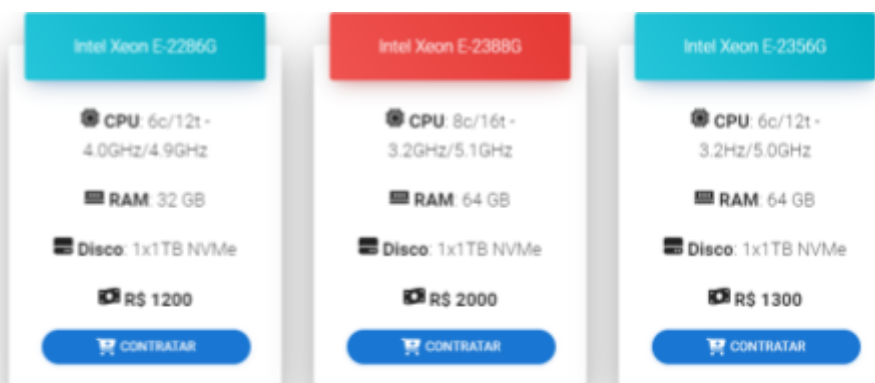 Intel Xeon E-2286G
CPU: 6c/12t -
4.0GHz/4.9GHz
RAM: 32 GB
Disco: 1x1TB NVMe
R$ 1200
CONTRATAR
Intel Xeon E-2388G
CPU: 8c/16t -
3.2GHz/5.1GHz
RAM: 64 GB
Disco: 1x1TB NVMe
R$ 2000
CONTRATAR
Intel Xeon E-2356G
CPU: 6c/12t -
3.2Hz/5.0GHz
RAM: 64 GB
Disco: 1x1TB NVMe
R$ 1300
CONTRATAR